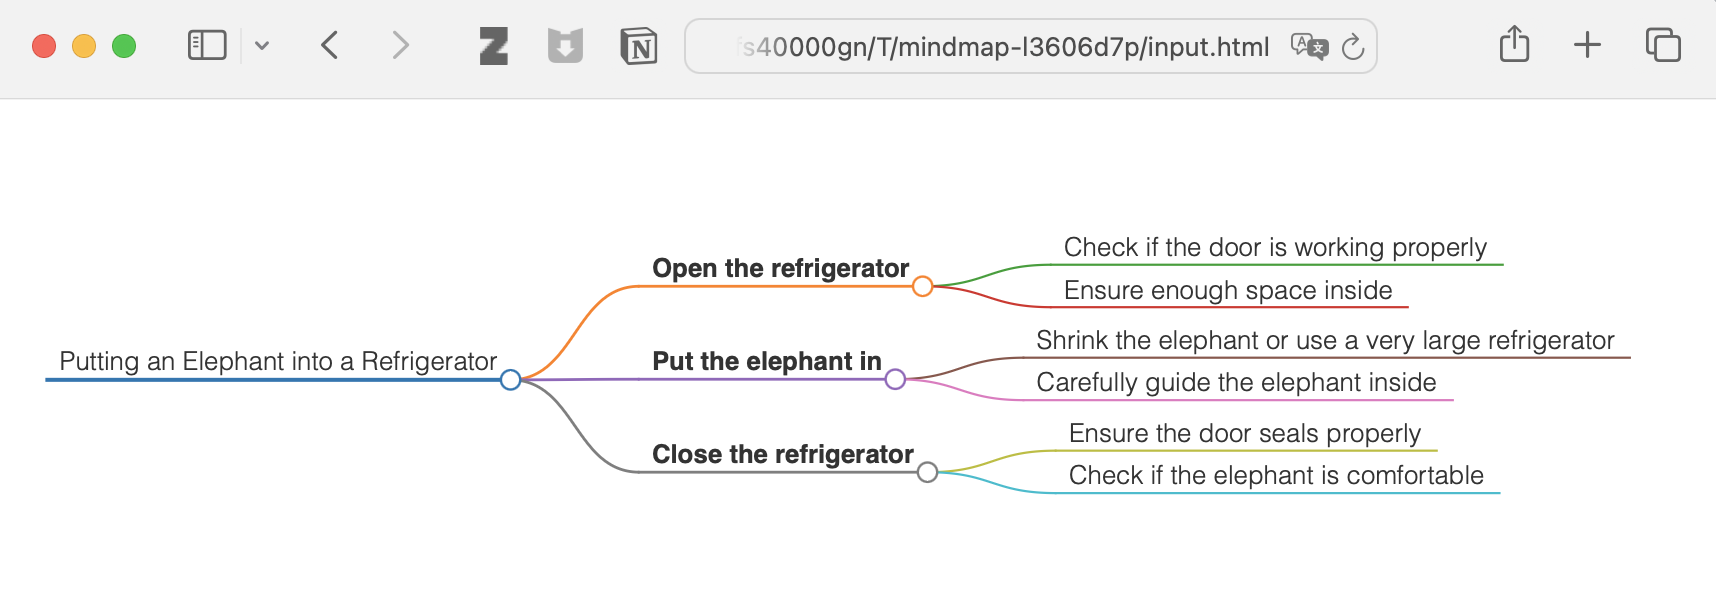 s40000gn/T/mindmap-l3606d7p/input.html
Open the refrigerator
Check if the door is working properly
Ensure enough space inside
Putting an Elephant into a Refrigerator
Put the elephant in
Shrink the elephant or use a very large refrigerator
Carefully guide the elephant inside
Close the refrigerator
Ensure the door seals properly
Check if the elephant is comfortable